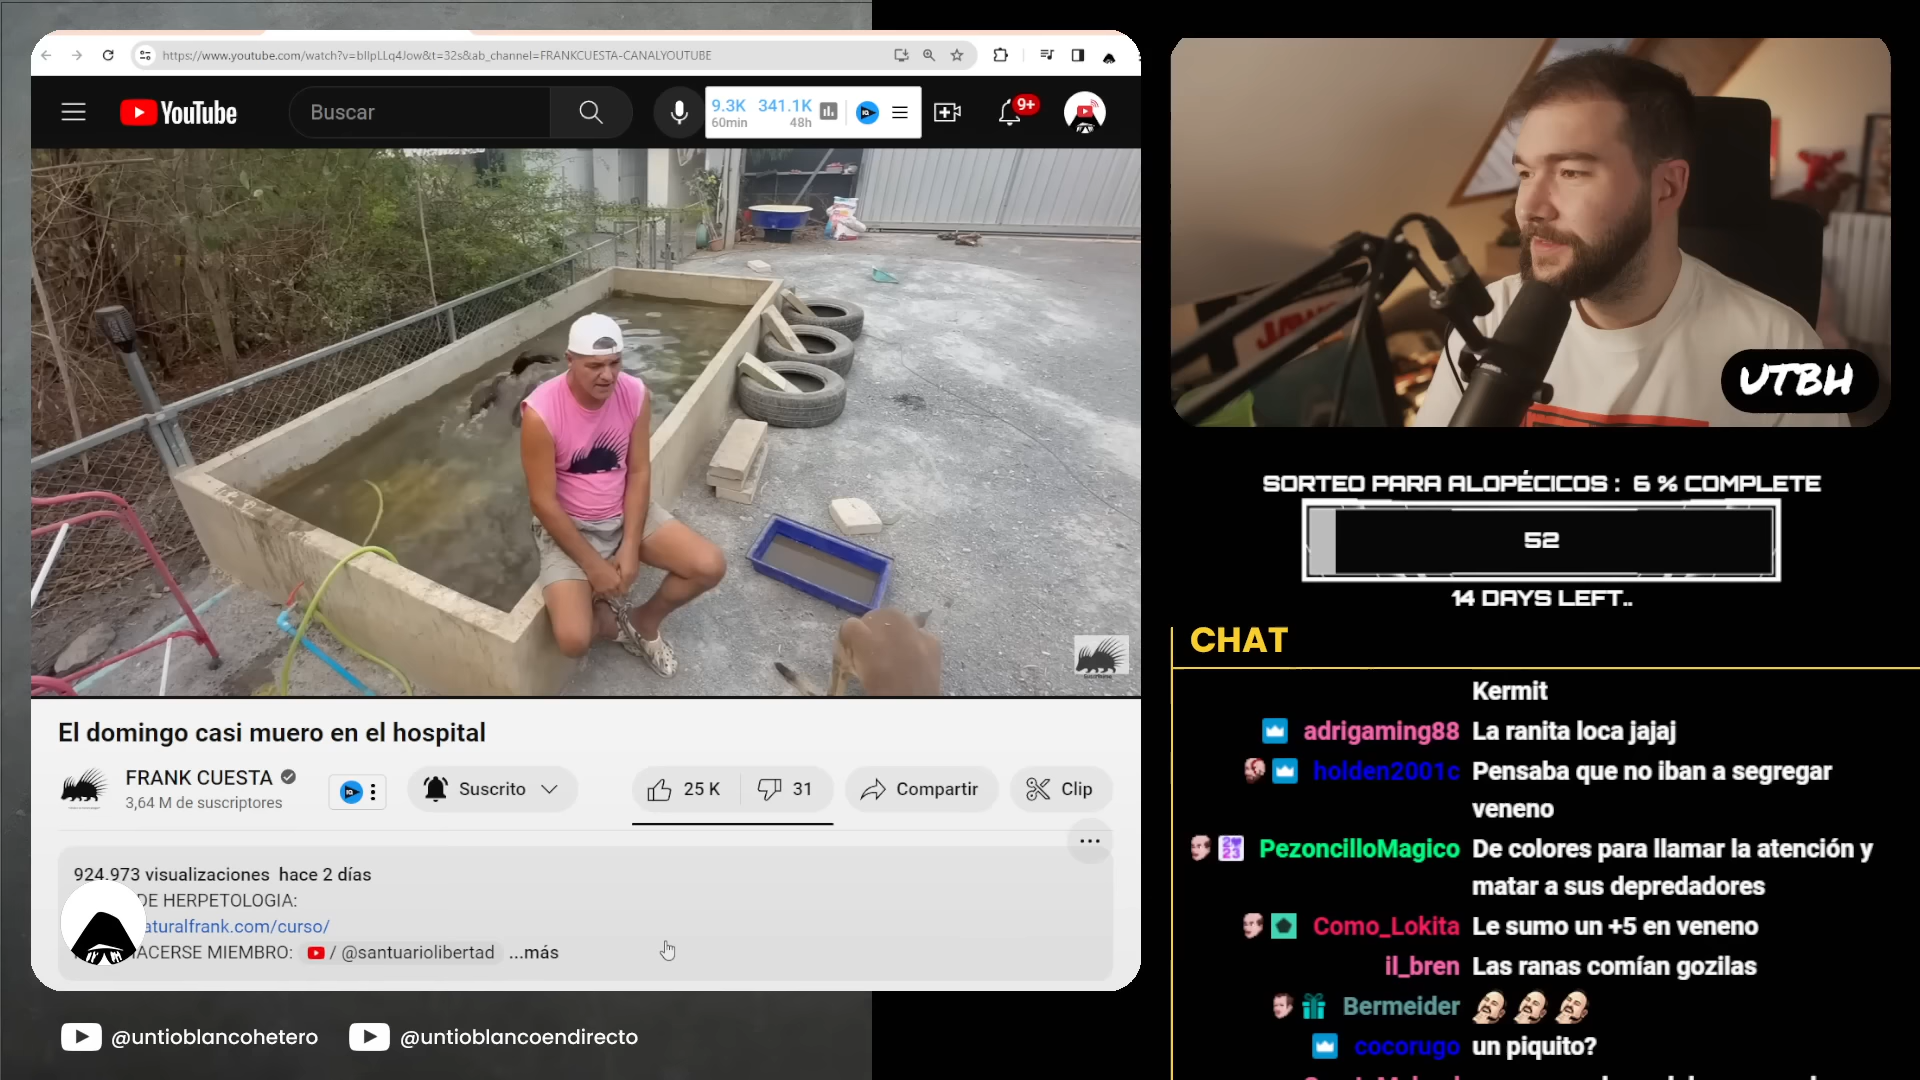 https://www.youtube.com/watch?v=bIlpLLq4Jow&t=32s&ab_channel=FRANKCUESTA-CANALYOUTUBE
YouTube
Buscar
9.3K 341.1K
60min 48h
9+
El domingo casi muero en el hospital
FRANK CUESTA
3,64 M de suscriptores
Suscrito
25 K
31
Compartir
Clip
924.973 visualizaciones hace 2 días
DE HERPETOLOGIA:
aturalfrank.com/curso/
ACERSE MIEMBRO: / @santuariolibertad ...más
@untioblancohetero
@untioblancoendirecto
UTBH
SORTEO PARA ALOPÉCICOS : 6 % COMPLETE
52
14 DAYS LEFT..
CHAT
Kermit
adrigaming88 La ranita loca jajaj
holden2001c Pensaba que no iban a segregar
veneno
PezoncilloMagico De colores para llamar la atención y
matar a sus depredadores
Como_Lokita Le sumo un +5 en veneno
il_bren Las ranas comían gozilas
Bermeider
cocorugo un piquito?